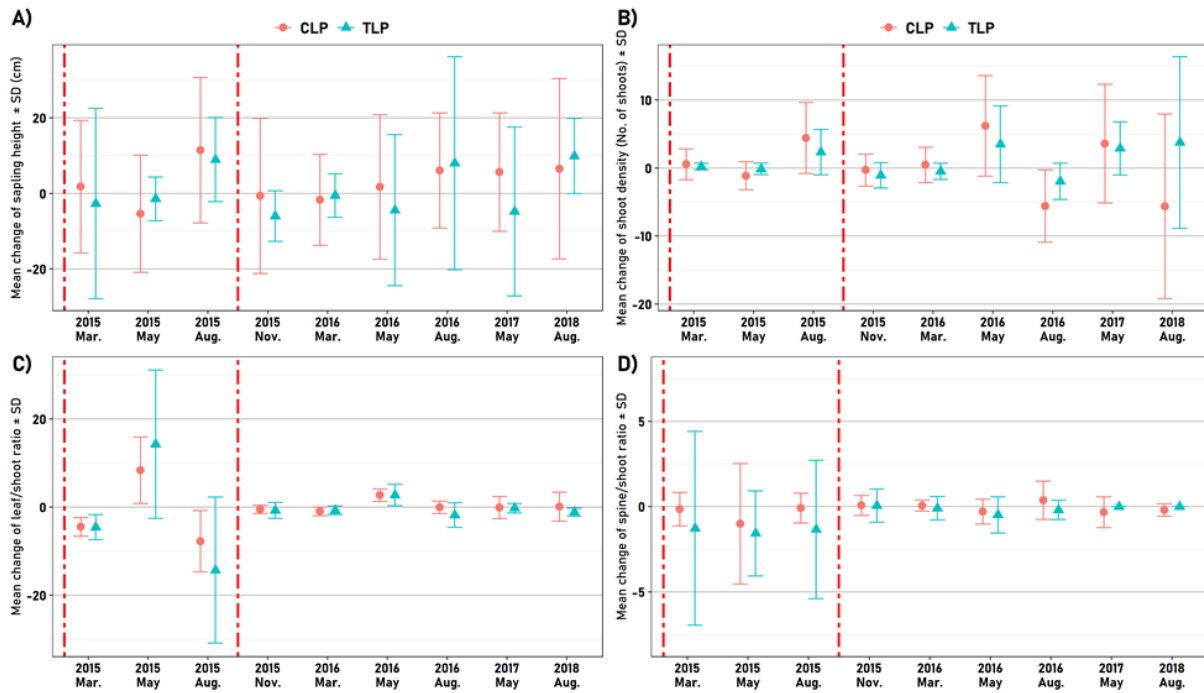 A)
CLP TLP
Mean change of sapling height ± SD (cm)
20
0
-20
2015 2015 2015 2015 2016 2016 2016 2017 2018
Mar. May Aug. Nov. Mar. May Aug. May Aug.
B)
CLP TLP
Mean change of shoot density (No. of shoots) ± SD
10
0
-10
-20
2015 2015 2015 2015 2016 2016 2016 2017 2018
Mar. May Aug. Nov. Mar. May Aug. May Aug.
C)
Mean change of leaf/shoot ratio ± SD
20
0
-20
2015 2015 2015 2015 2016 2016 2016 2017 2018
Mar. May Aug. Nov. Mar. May Aug. May Aug.
D)
Mean change of spine/shoot ratio ± SD
5
0
-5
2015 2015 2015 2015 2016 2016 2016 2017 2018
Mar. May Aug. Nov. Mar. May Aug. May Aug.